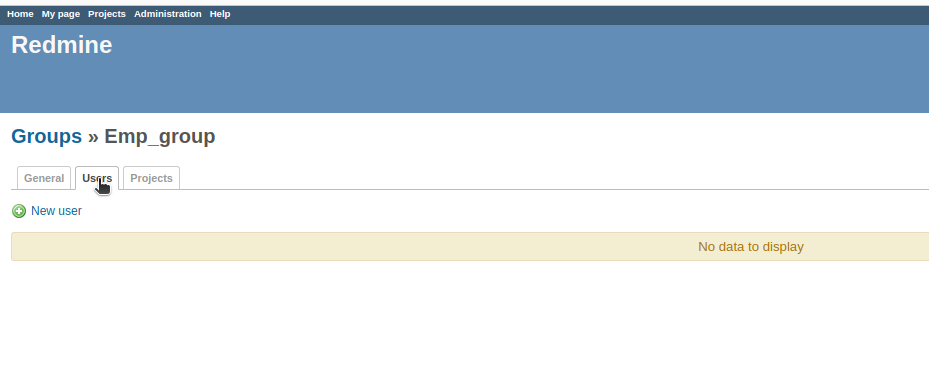 Home My page Projects Administration Help
Redmine
Groups » Emp_group
General Users Projects
New user
No data to display